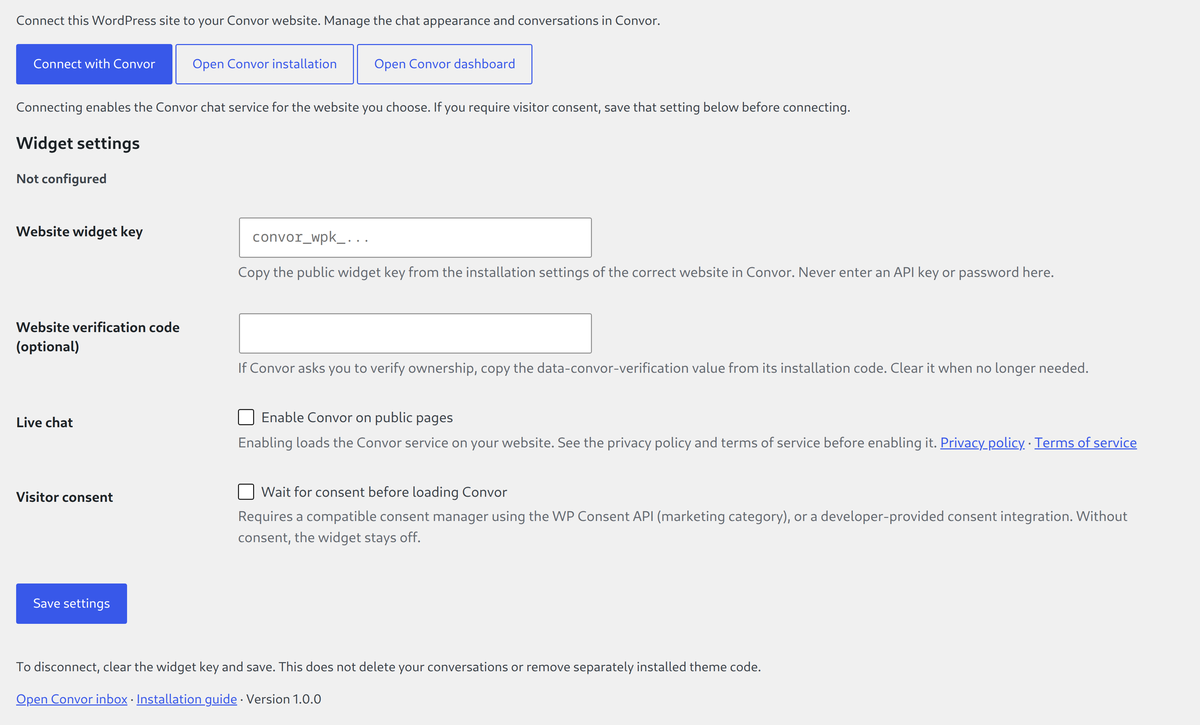 Connect this WordPress site to your Convor website. Manage the chat appearance and conversations in Convor.
Connect with Convor
Open Convor installation
Open Convor dashboard
Connecting enables the Convor chat service for the website you choose. If you require visitor consent, save that setting below before connecting.
Widget settings
Not configured
Website widget key
convor_wpk_...
Copy the public widget key from the installation settings of the correct website in Convor. Never enter an API key or password here.
Website verification code
(optional)
If Convor asks you to verify ownership, copy the data-convor-verification value from its installation code. Clear it when no longer needed.
Live chat
Enable Convor on public pages
Enabling loads the Convor service on your website. See the privacy policy and terms of service before enabling it. Privacy policy · Terms of service
Visitor consent
Wait for consent before loading Convor
Requires a compatible consent manager using the WP Consent API (marketing category), or a developer-provided consent integration. Without
consent, the widget stays off.
Save settings
To disconnect, clear the widget key and save. This does not delete your conversations or remove separately installed theme code.
Open Convor inbox · Installation guide · Version 1.0.0